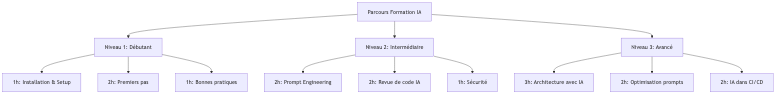 Parcours Formation IA
Niveau 1: Débutant
Niveau 2: Intermédiaire
Niveau 3: Avancé
1h: Installation & Setup
2h: Premiers pas
1h: Bonnes pratiques
2h: Prompt Engineering
2h: Revue de code IA
1h: Sécurité
3h: Architecture avec IA
2h: Optimisation prompts
2h: IA dans CI/CD